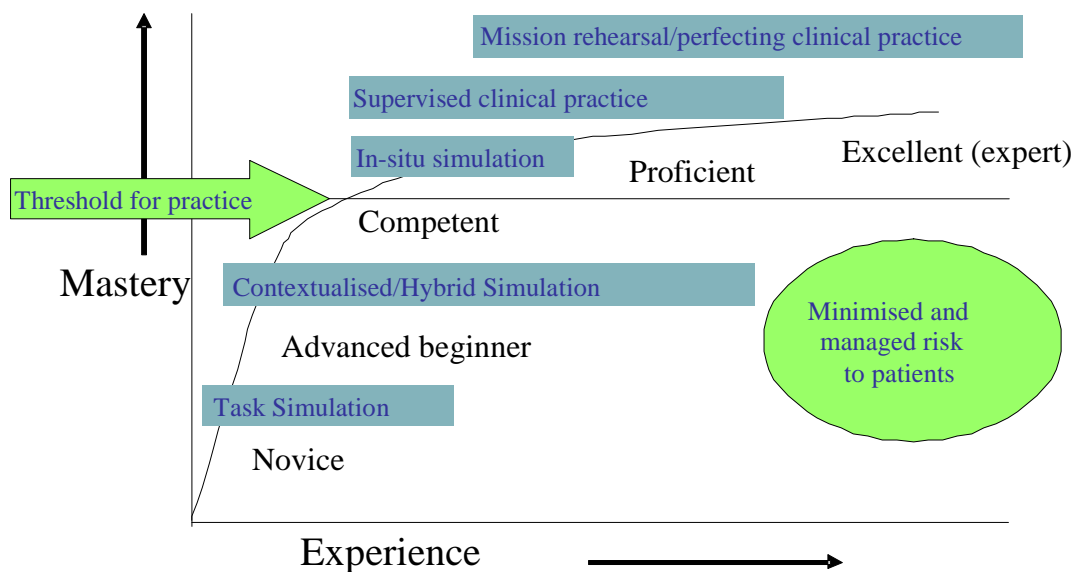 Mission rehearsal/perfecting clinical practice
Supervised clinical practice
In-situ simulation
Excellent (expert)
Proficient
Threshold for practice
Competent
Mastery
Contextualised/Hybrid Simulation
Minimised and
managed risk
to patients
Advanced beginner
Task Simulation
Novice
Experience